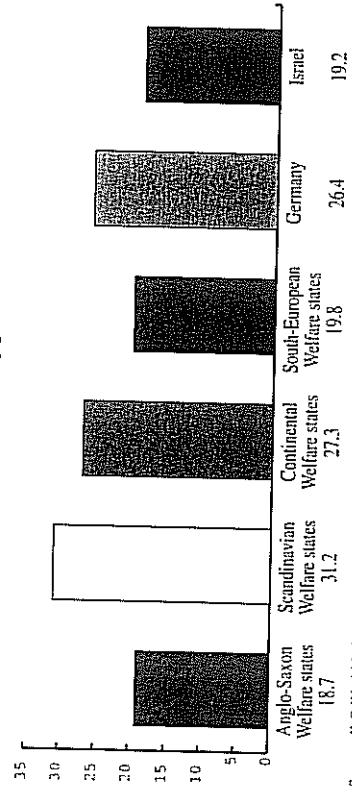 35
30
25
20
15
10
5
0
Anglo-Saxon
Welfare states
18.7
Scandinavian
Welfare states
31.2
Continental
Welfare states
27.3
South-European
Welfare states
19.8
Germany
26.4
Israel
19.2